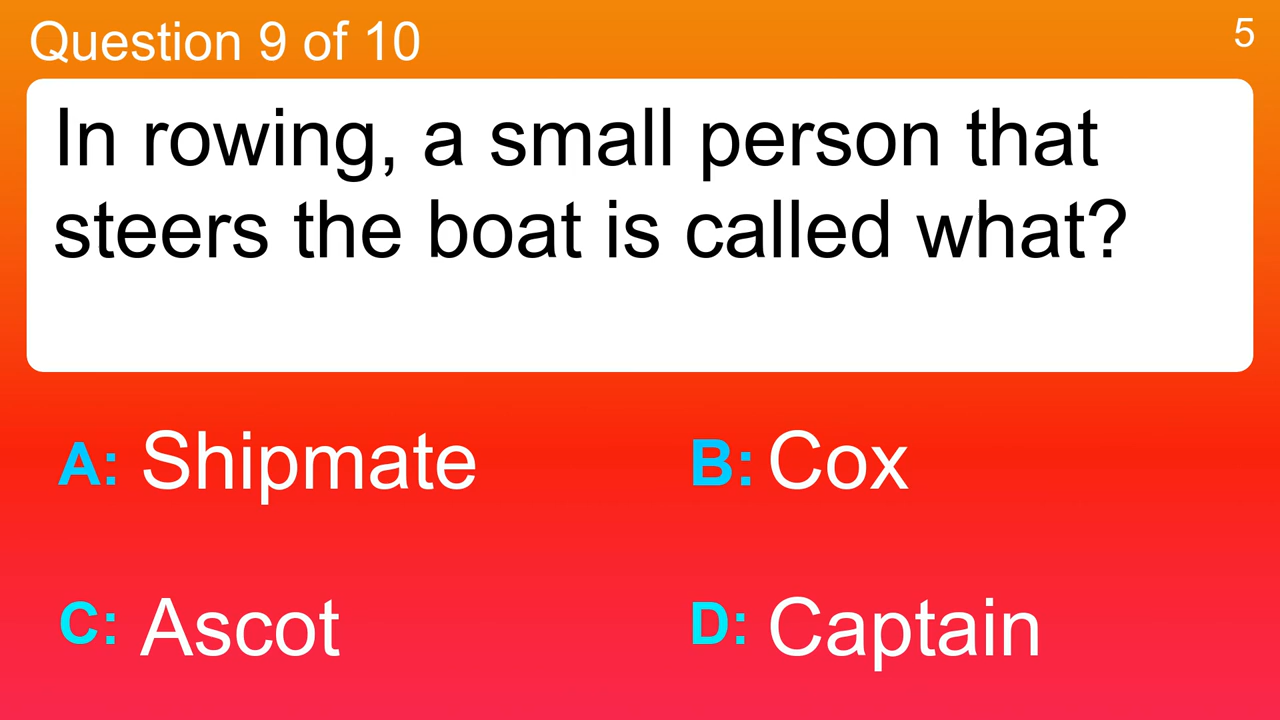 Question 9 of 10
5
In rowing, a small person that
steers the boat is called what?
A: Shipmate
B: Cox
C: Ascot
D: Captain